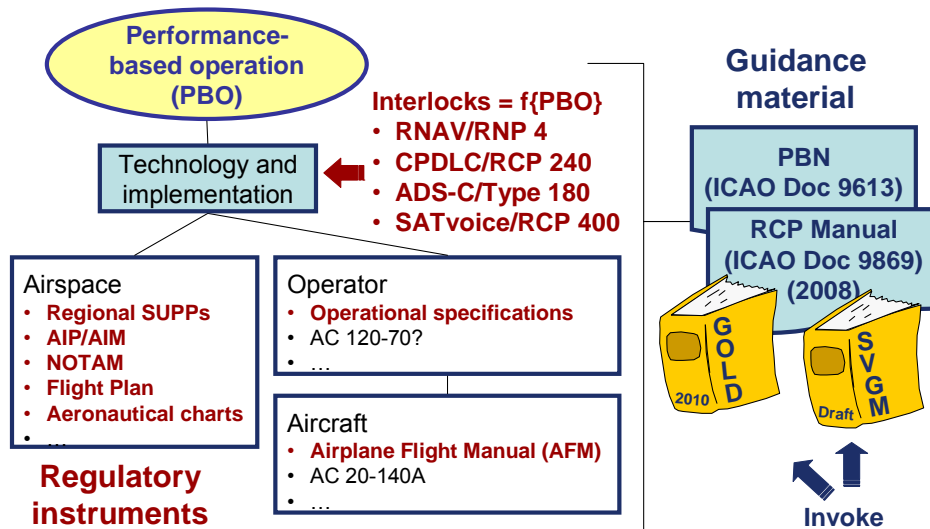 Performance-
based operation
(PBO)
Technology and
implementation
Interlocks = f{PBO}
• RNAV/RNP 4
• CPDLC/RCP 240
• ADS-C/Type 180
• SATvoice/RCP 400
Airspace
• Regional SUPPs
• AIP/AIM
• NOTAM
• Flight Plan
• Aeronautical charts
• …
Operator
• Operational specifications
• AC 120-70?
• …
Aircraft
• Airplane Flight Manual (AFM)
• AC 20-140A
• …
Regulatory
instruments
Guidance
material
PBN
(ICAO Doc 9613)
RCP Manual
(ICAO Doc 9869)
(2008)
GOLD
2010
SVGM
Draft
Invoke